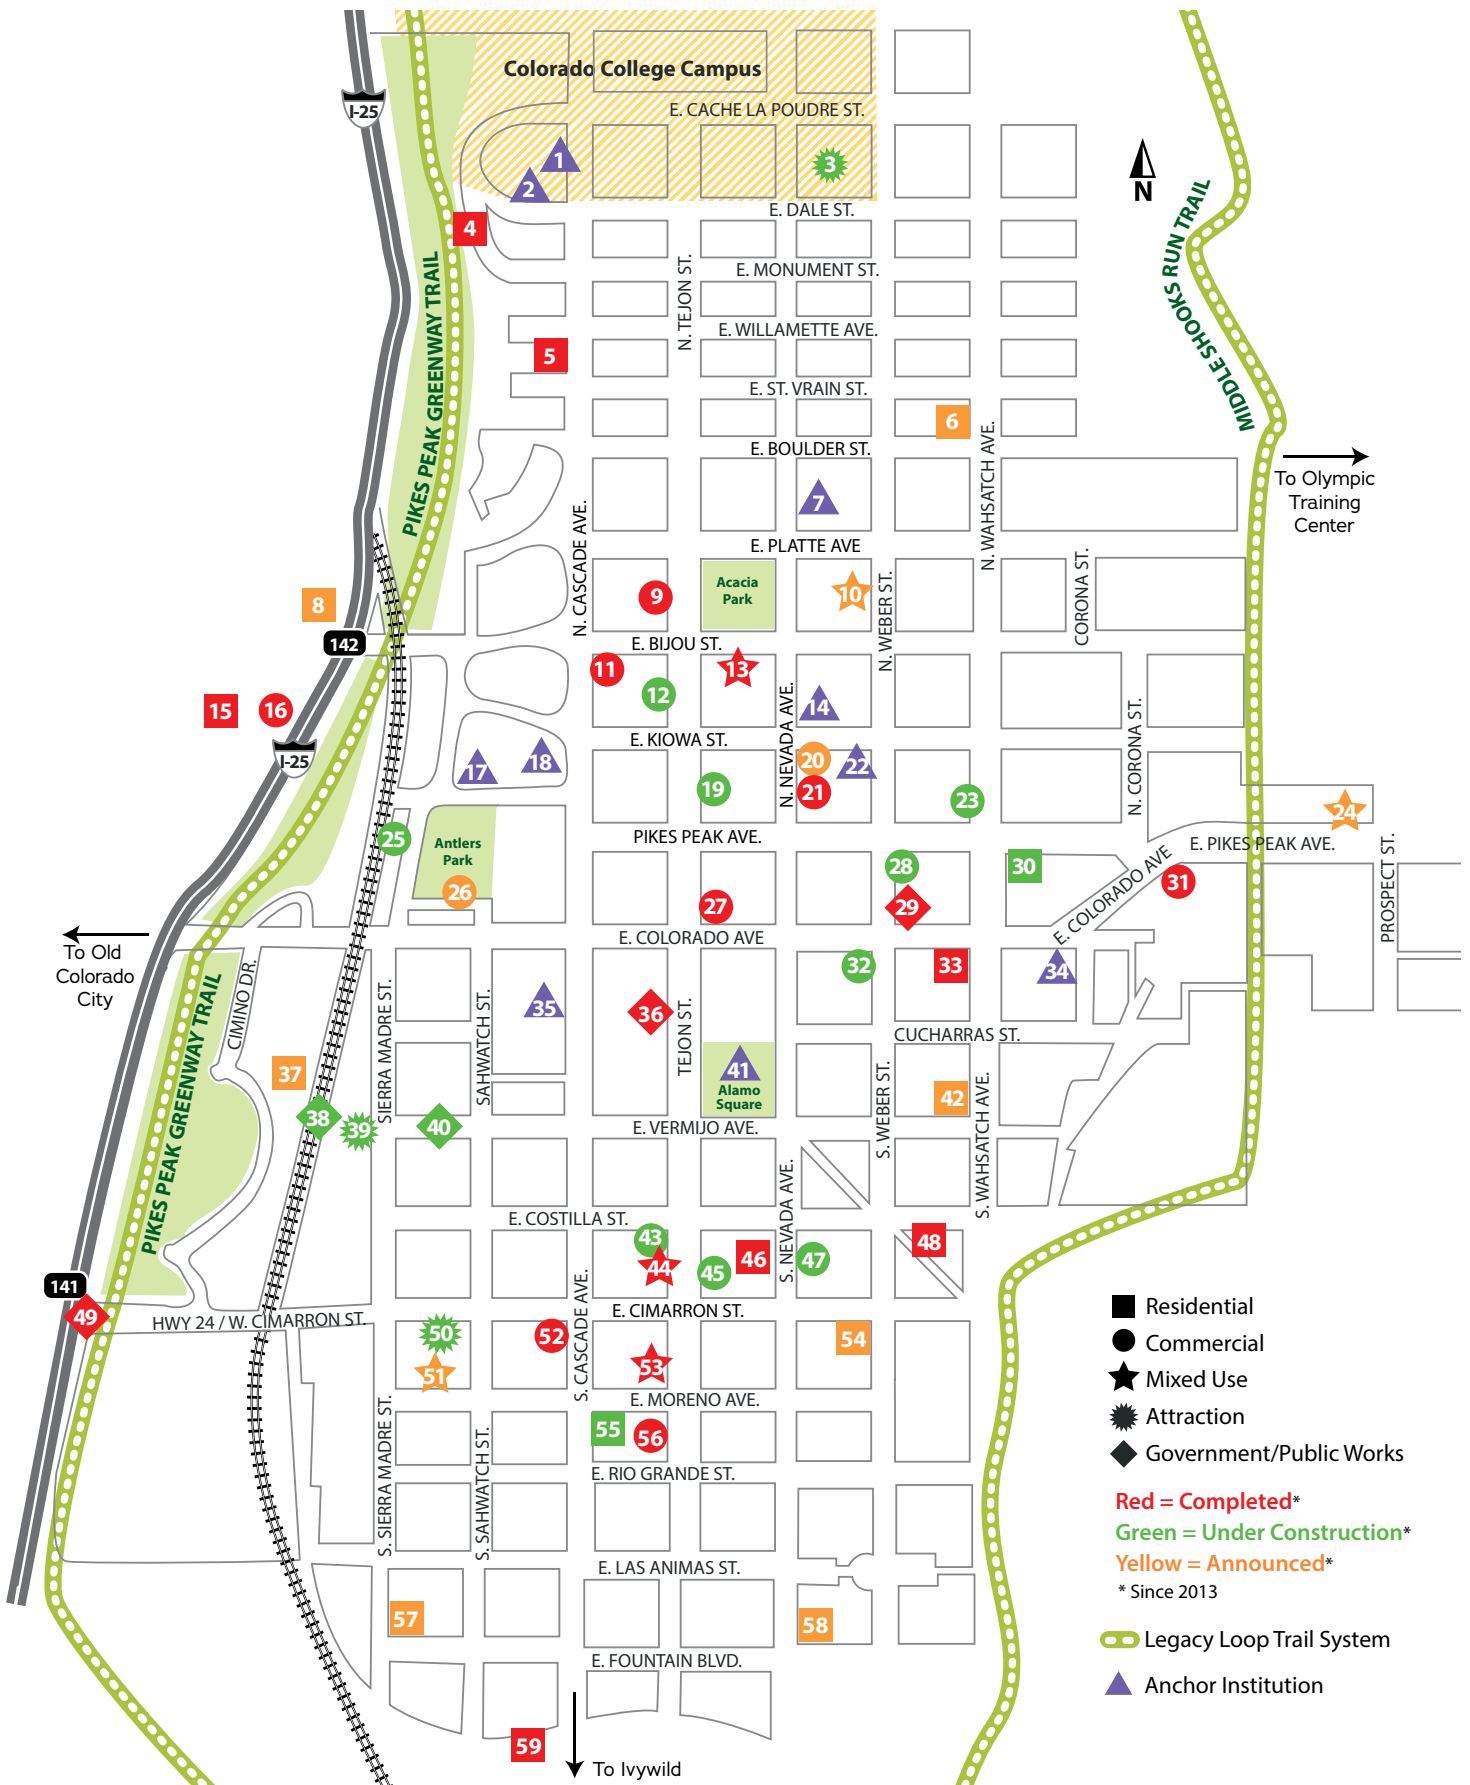 Colorado College Campus
I-25
E. CACHE LA POUDRE ST.
1
3
2
N
E. DALE ST.
4
MIDDLE SHOOKS RUN TRAIL
E. MONUMENT ST.
N. TEJON ST.
PIKES PEAK GREENWAY TRAIL
E. WILLAMETTE AVE.
5
E. ST. VRAIN ST.
6
E. BOULDER ST.
N. WAHSATCH AVE.
To Olympic
Training
Center
7
N. CASCADE AVE.
E. PLATTE AVE
CORONA ST.
Acacia
Park
N. WEBER ST.
8
9
10
142
E. BIJOU ST.
11
13
12
N. NEVADA AVE.
14
15
16
N. CORONA ST.
E. KIOWA ST.
I-25
17
18
20
22
19
21
23
24
25
PIKES PEAK AVE.
E. PIKES PEAK AVE.
Antlers
Park
PROSPECT ST.
26
28
30
E. COLORADO AVE
31
27
29
E. COLORADO AVE
To Old
Colorado
City
CIMINO DR.
32
33
34
SIERRA MADRE ST.
SAHWATCH ST.
35
36
TEJON ST.
CUCHARRAS ST.
PIKES PEAK GREENWAY TRAIL
37
41
Alamo
Square
S. WEBER ST.
42
S. WAHSATCH AVE.
38
39
40
E. VERMIJO AVE.
S. NEVADA AVE.
E. COSTILLA ST.
43
44
45
46
47
48
141
49
HWY 24 / W. CIMARRON ST.
S. CASCADE AVE.
E. CIMARRON ST.
50
51
52
53
54
E. MORENO AVE.
S. SIERRA MADRE ST.
S. SAHWATCH ST.
55
56
E. RIO GRANDE ST.
E. LAS ANIMAS ST.
57
58
E. FOUNTAIN BLVD.
59
To Ivywild
Residential
Commercial
Mixed Use
Attraction
Government/Public Works
Red = Completed*
Green = Under Construction*
Yellow = Announced*
* Since 2013
Legacy Loop Trail System
Anchor Institution